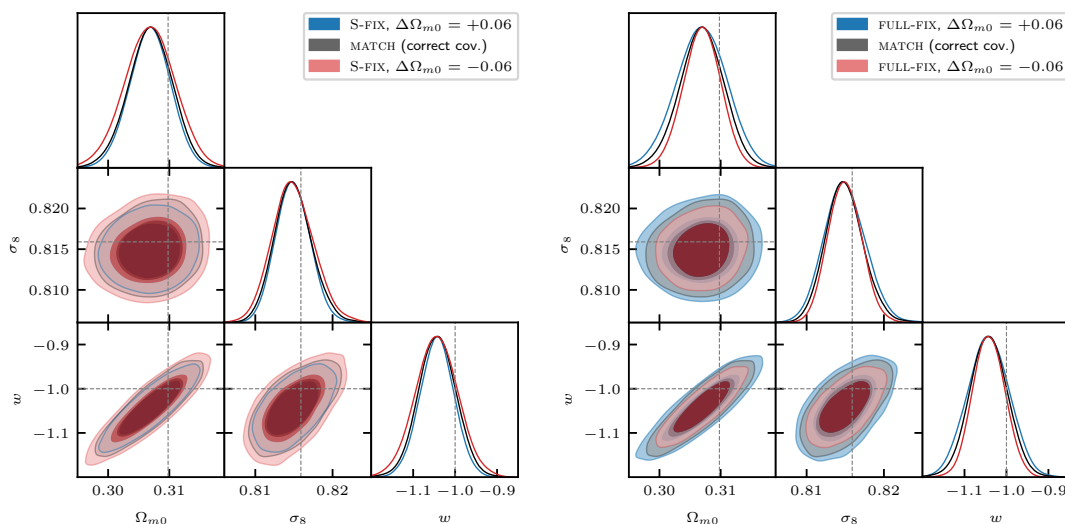 S-FIX, ΔΩm0 = +0.06
MATCH (correct cov.)
S-FIX, ΔΩm0 = −0.06
0.820
0.815
0.810
σ8
−0.9
−1.0
−1.1
w
0.30 0.31
0.81 0.82
−1.1 −1.0 −0.9
Ωm0
σ8
w
FULL-FIX, ΔΩm0 = +0.06
MATCH (correct cov.)
FULL-FIX, ΔΩm0 = −0.06
0.820
0.815
0.810
σ8
−0.9
−1.0
−1.1
w
0.30 0.31
0.81 0.82
−1.1 −1.0 −0.9
Ωm0
σ8
w